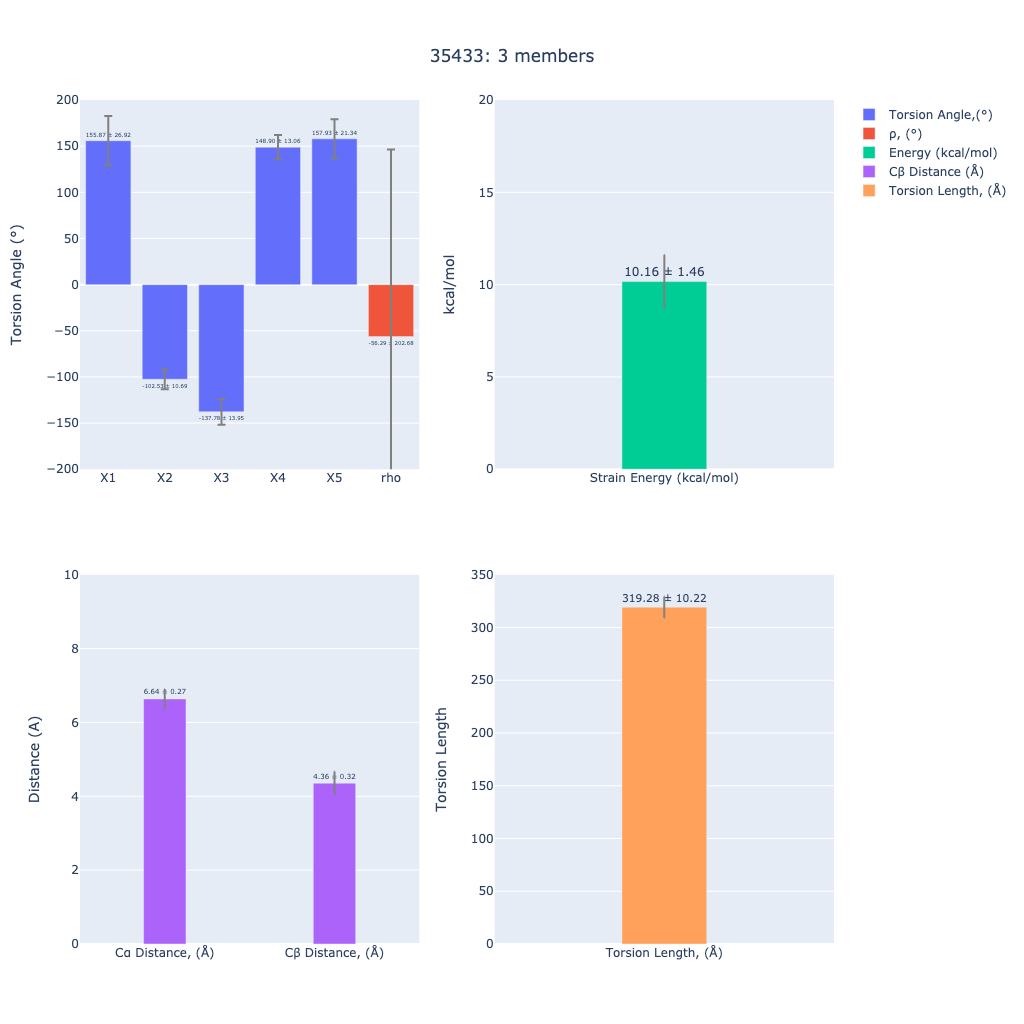 35433: 3 members
Torsion Angle (°)
200
150
100
50
0
−50
−100
−150
−200
155.87 ± 26.92
-102.53 ± 10.69
-137.78 ± 13.95
148.90 ± 13.06
157.93 ± 21.34
-56.29 ± 202.68
X1 X2 X3 X4 X5 rho
kcal/mol
20
15
10
5
0
10.16 ± 1.46
Strain Energy (kcal/mol)
Torsion Angle,(°)
ρ, (°)
Energy (kcal/mol)
Cβ Distance (Å)
Torsion Length, (Å)
Distance (A)
10
8
6
4
2
0
6.64 ± 0.27
4.36 ± 0.32
Cα Distance, (Å) Cβ Distance, (Å)
Torsion Length
350
300
250
200
150
100
50
0
319.28 ± 10.22
Torsion Length, (Å)